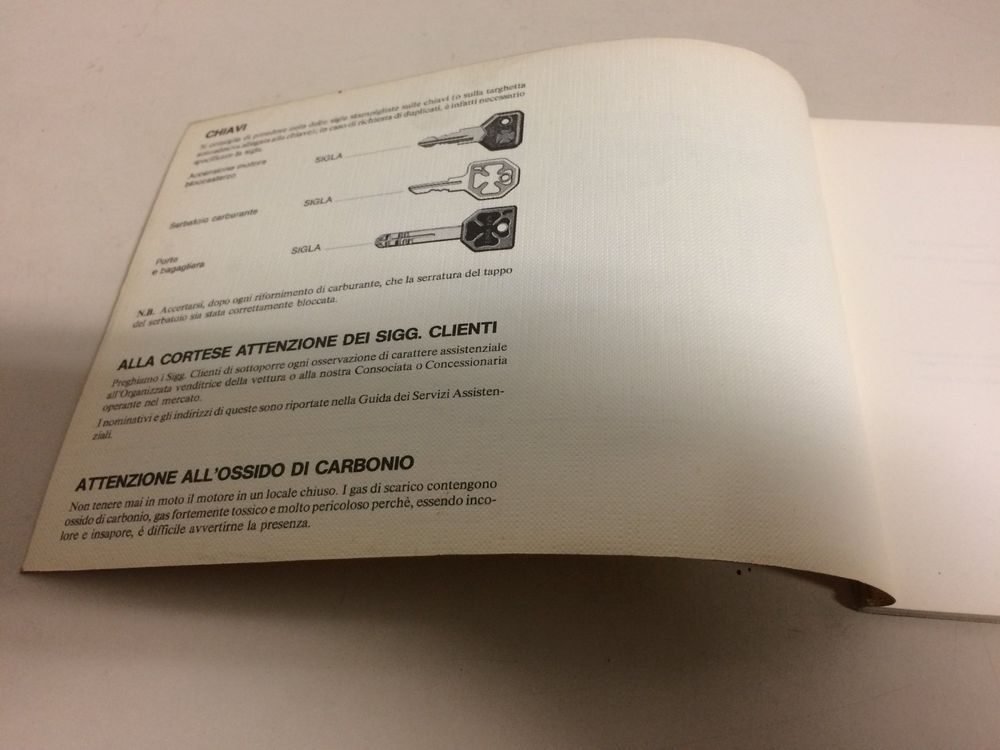 CHIAVI
Si consiglia di prendere nota delle sigle stampigliate sulle chiavi (o sulla targhetta
autoadesiva allegata alla chiave); in caso di richiesta di duplicati, è infatti necessario
specificare la sigla.
Accensione motore
bloccasterzo
SIGLA
Serbatoio carburante
SIGLA
Porte
e bagagliera
SIGLA
N.B. Accertarsi, dopo ogni rifornimento di carburante, che la serratura del tappo
del serbatoio sia stata correttamente bloccata.
ALLA CORTESE ATTENZIONE DEI SIGG. CLIENTI
Preghiamo i Sigg. Clienti di sottoporre ogni osservazione di carattere assistenziale
all'Organizzata venditrice della vettura o alla nostra Consociata o Concessionaria
operante nel mercato.
I nominativi e gli indirizzi di queste sono riportate nella Guida dei Servizi Assisten-
ziali.
ATTENZIONE ALL'OSSIDO DI CARBONIO
Non tenere mai in moto il motore in un locale chiuso. I gas di scarico contengono
ossido di carbonio, gas fortemente tossico e molto pericoloso perchè, essendo inco-
lore e insapore, é difficile avvertirne la presenza.